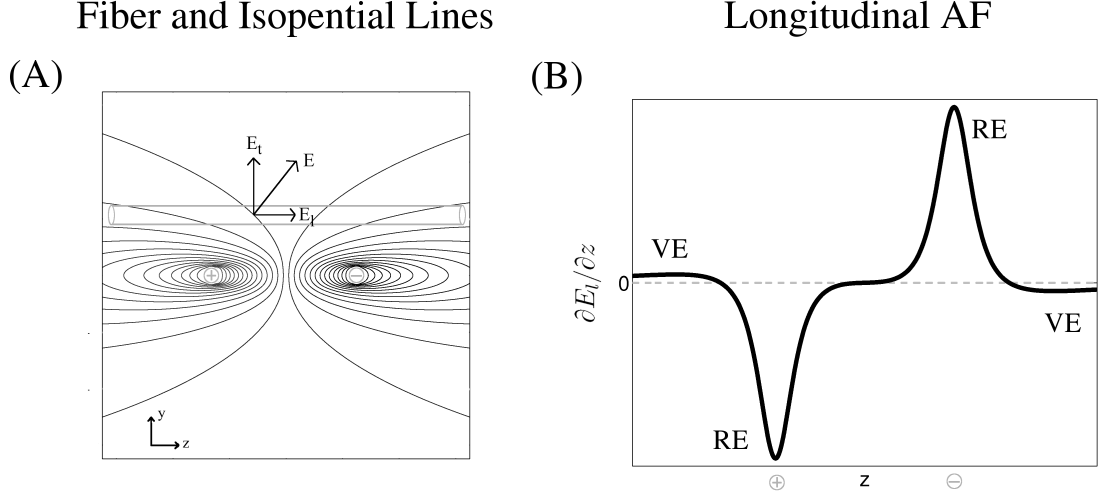 Fiber and Isopential Lines
Longitudinal AF
(A)
(B)
E_t
E
E_l
+
−
y
z
∂E_l/∂z
0
VE
RE
RE
VE
+
z
−